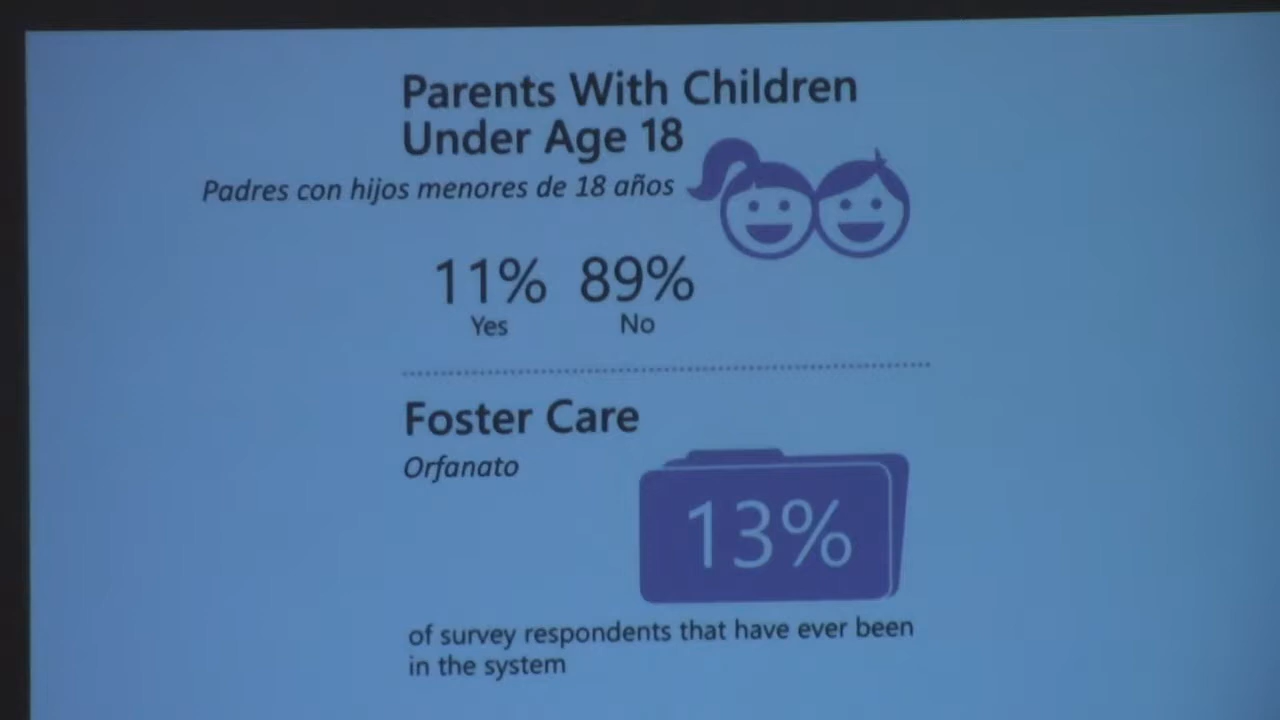 Parents With Children
Under Age 18
Padres con hijos menores de 18 años
11% 89%
Yes No
Foster Care
Orfanato
13%
of survey respondents that have ever been
in the system